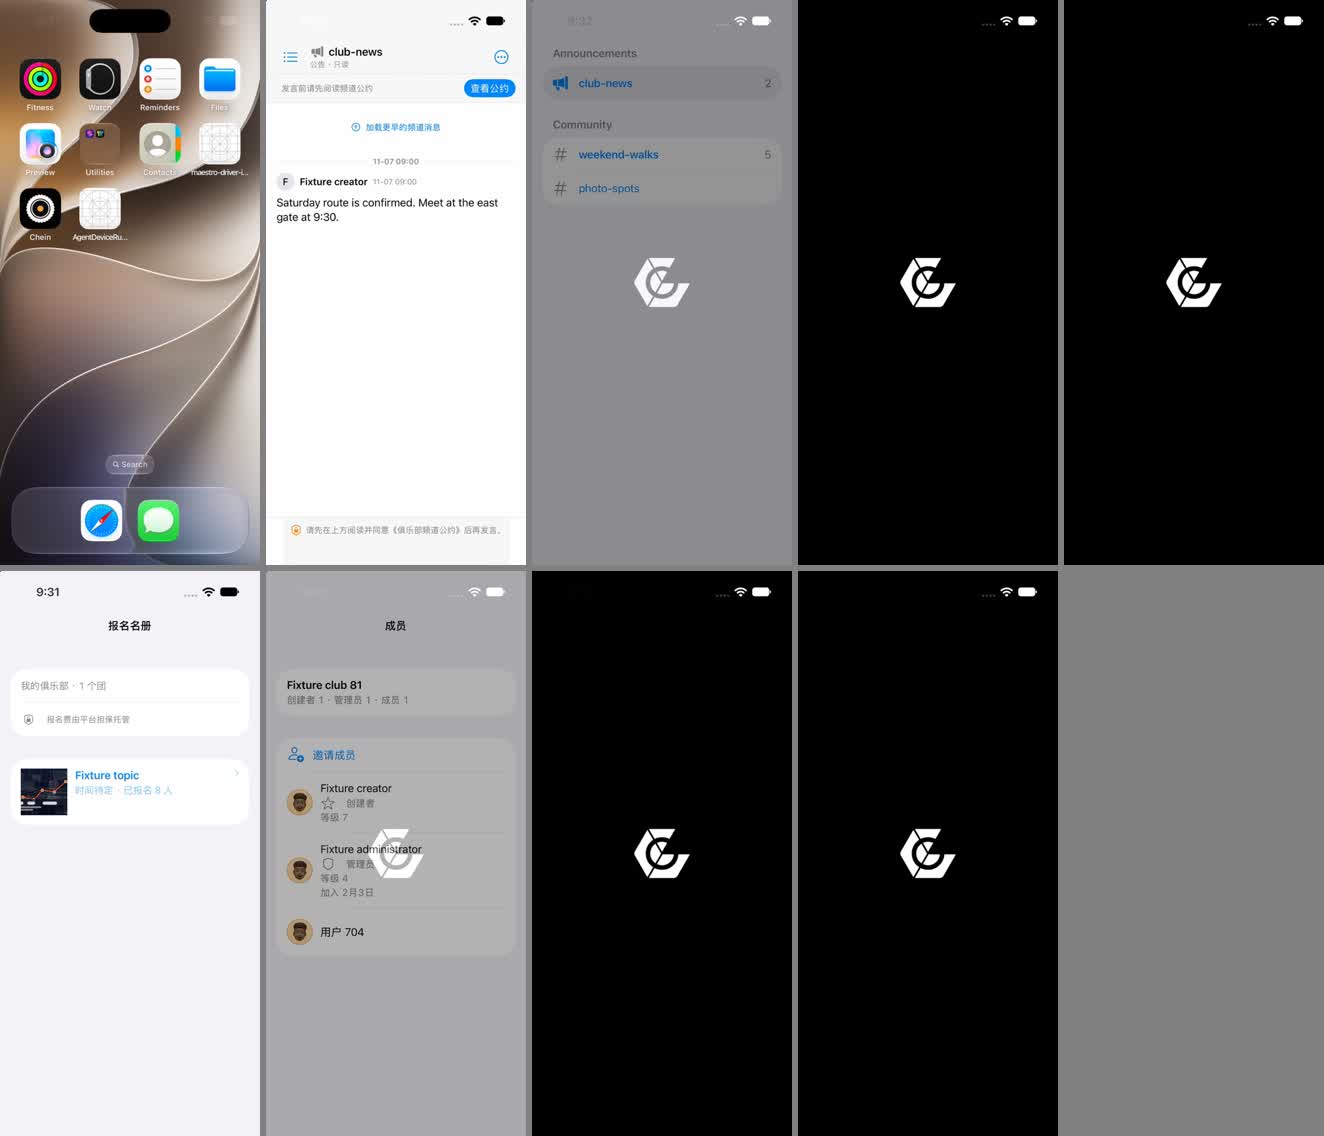 Fitness
Watch
Reminders
Files
Preview
Utilities
Contacts
maestro-driver-i...
Chein
AgentDeviceRu...
Search
club-news
公告 · 只读
发言前请先阅读频道公约
查看公约
加载更早的频道消息
11-07 09:00
F
Fixture creator 11-07 09:00
Saturday route is confirmed. Meet at the east
gate at 9:30.
请先在上方阅读并同意《俱乐部频道公约》后再发言。
9:32
Announcements
club-news 2
Community
# weekend-walks 5
# photo-spots
9:31
报名名册
我的俱乐部 · 1 个团
报名费由平台担保托管
Fixture topic
时间待定 · 已报名 8 人
成员
Fixture club 81
创建者 1 · 管理员 1 · 成员 1
邀请成员
Fixture creator
创建者
等级 7
Fixture administrator
管理员
等级 4
加入 2月3日
用户 704